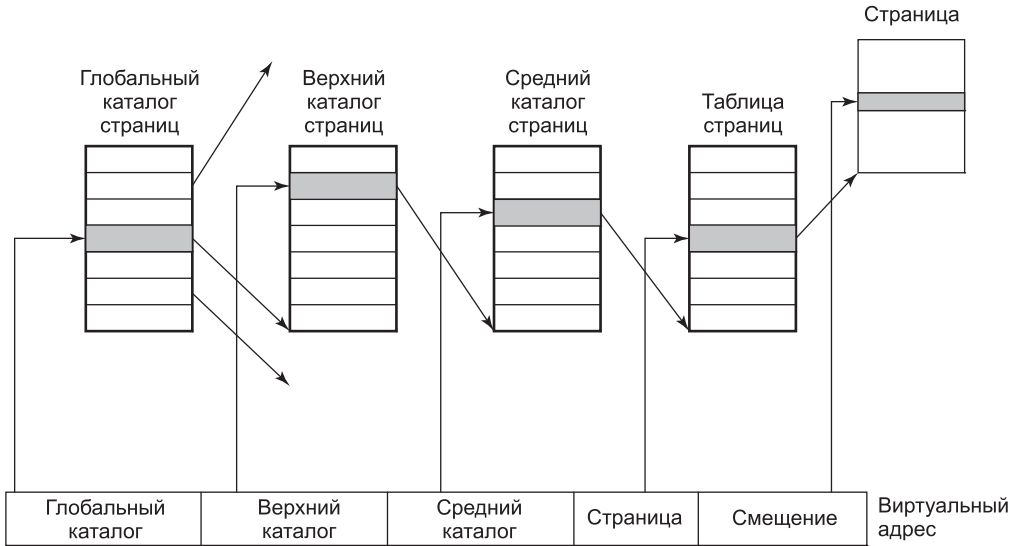 Страница
Глобальный
каталог
страниц
Верхний
каталог
страниц
Средний
каталог
страниц
Таблица
страниц
Глобальный
каталог
Верхний
каталог
Средний
каталог
Страница
Смещение
Виртуальный
адрес